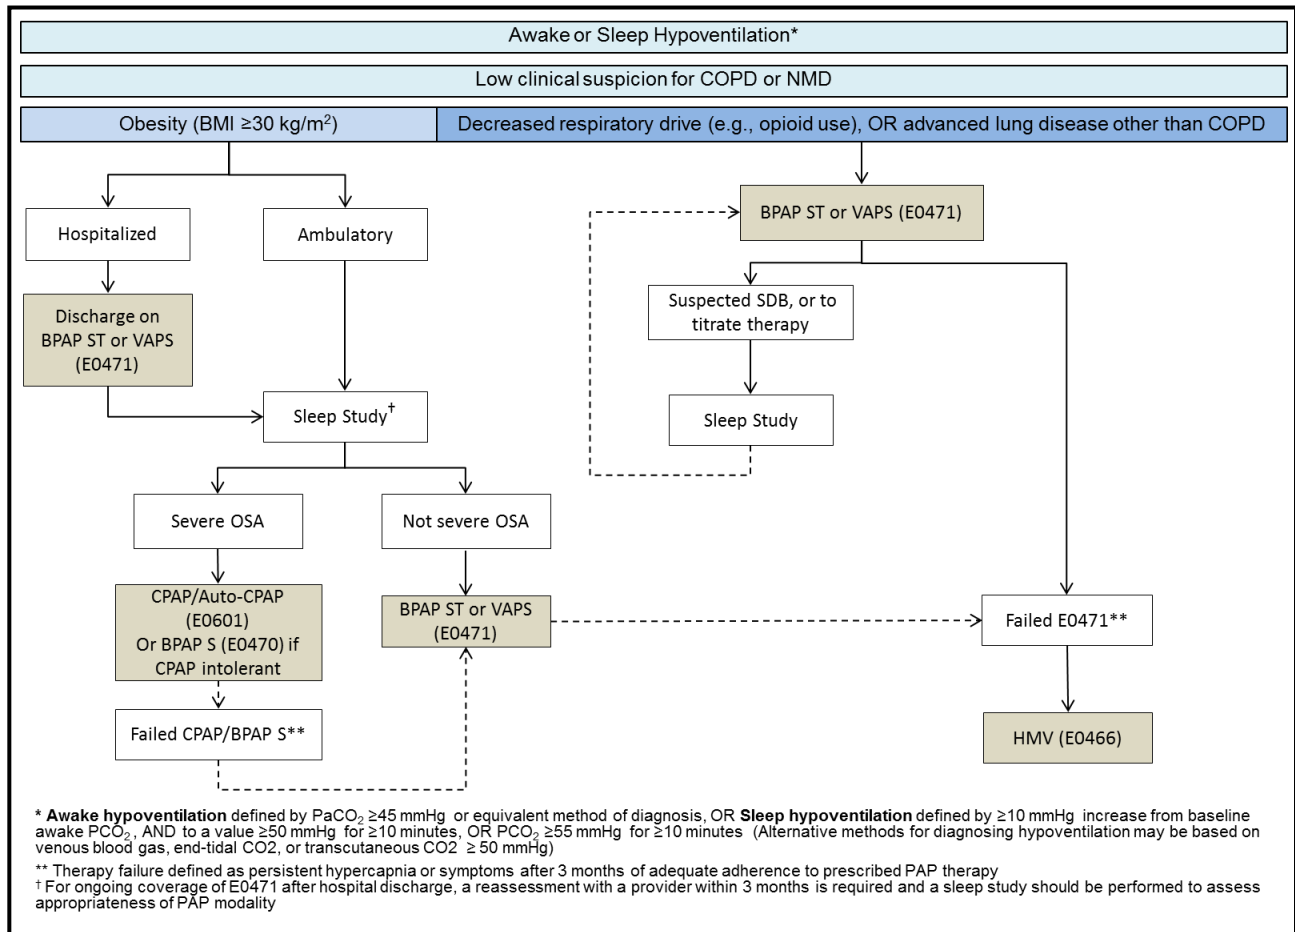 Awake or Sleep Hypoventilation*
Low clinical suspicion for COPD or NMD
Obesity (BMI ≥30 kg/m²)
Decreased respiratory drive (e.g., opioid use), OR advanced lung disease other than COPD
Hospitalized
Ambulatory
Discharge on
BPAP ST or VAPS
(E0471)
Sleep Study†
Severe OSA
Not severe OSA
CPAP/Auto-CPAP
(E0601)
Or BPAP S (E0470) if
CPAP intolerant
BPAP ST or VAPS
(E0471)
Failed CPAP/BPAP S**
BPAP ST or VAPS (E0471)
Suspected SDB, or to
titrate therapy
Sleep Study
Failed E0471**
HMV (E0466)
* Awake hypoventilation defined by PaCO₂ ≥45 mmHg or equivalent method of diagnosis, OR Sleep hypoventilation defined by ≥10 mmHg increase from baseline
awake PCO₂, AND to a value ≥50 mmHg for ≥10 minutes, OR PCO₂ ≥55 mmHg for ≥10 minutes (Alternative methods for diagnosing hypoventilation may be based on
venous blood gas, end-tidal CO2, or transcutaneous CO2 ≥ 50 mmHg)
** Therapy failure defined as persistent hypercapnia or symptoms after 3 months of adequate adherence to prescribed PAP therapy
† For ongoing coverage of E0471 after hospital discharge, a reassessment with a provider within 3 months is required and a sleep study should be performed to assess
appropriateness of PAP modality